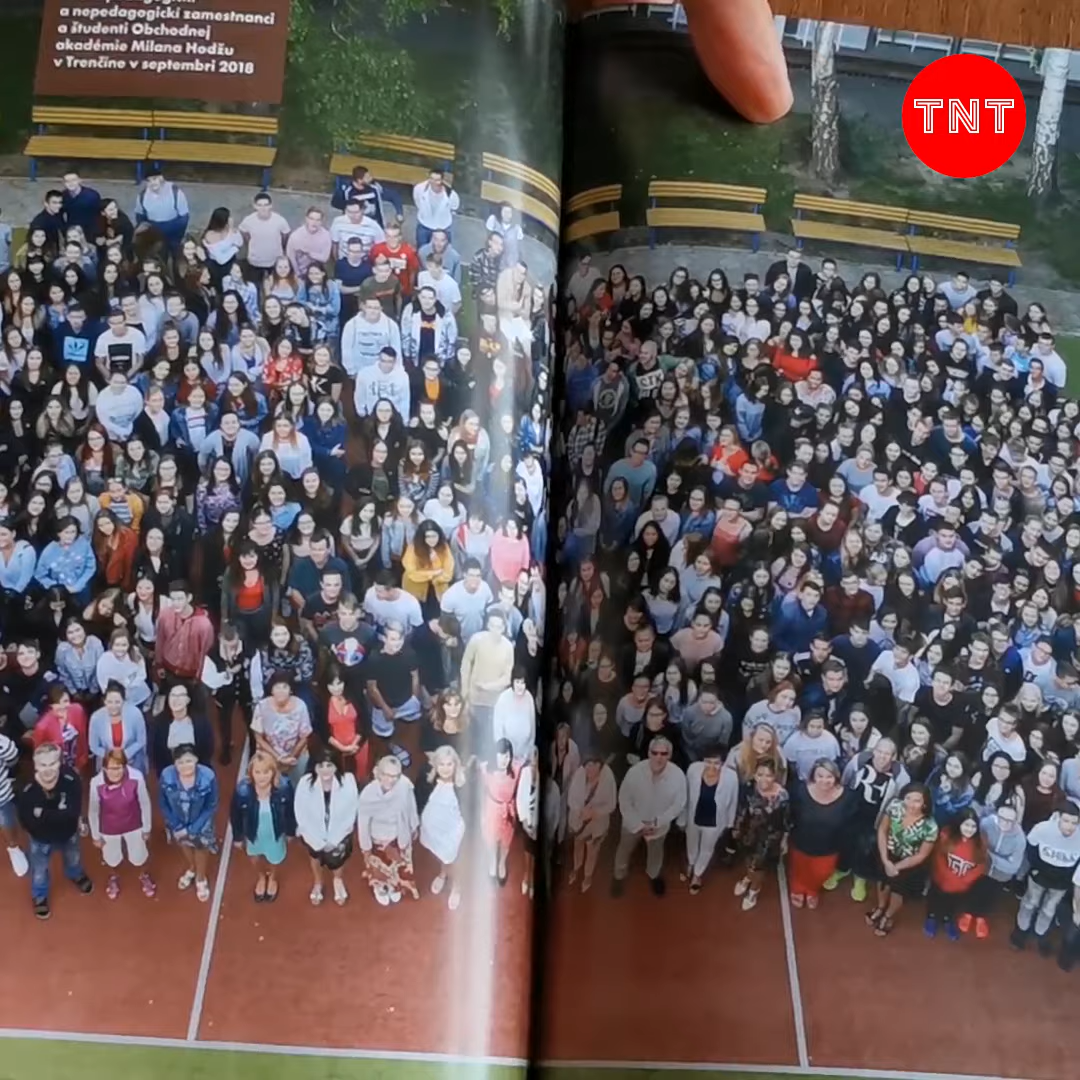 a nepedagogickí zamestnanci
a študenti Obchodnej
akadémie Milana Hodžu
v Trenčíne v septembri 2018
TNT